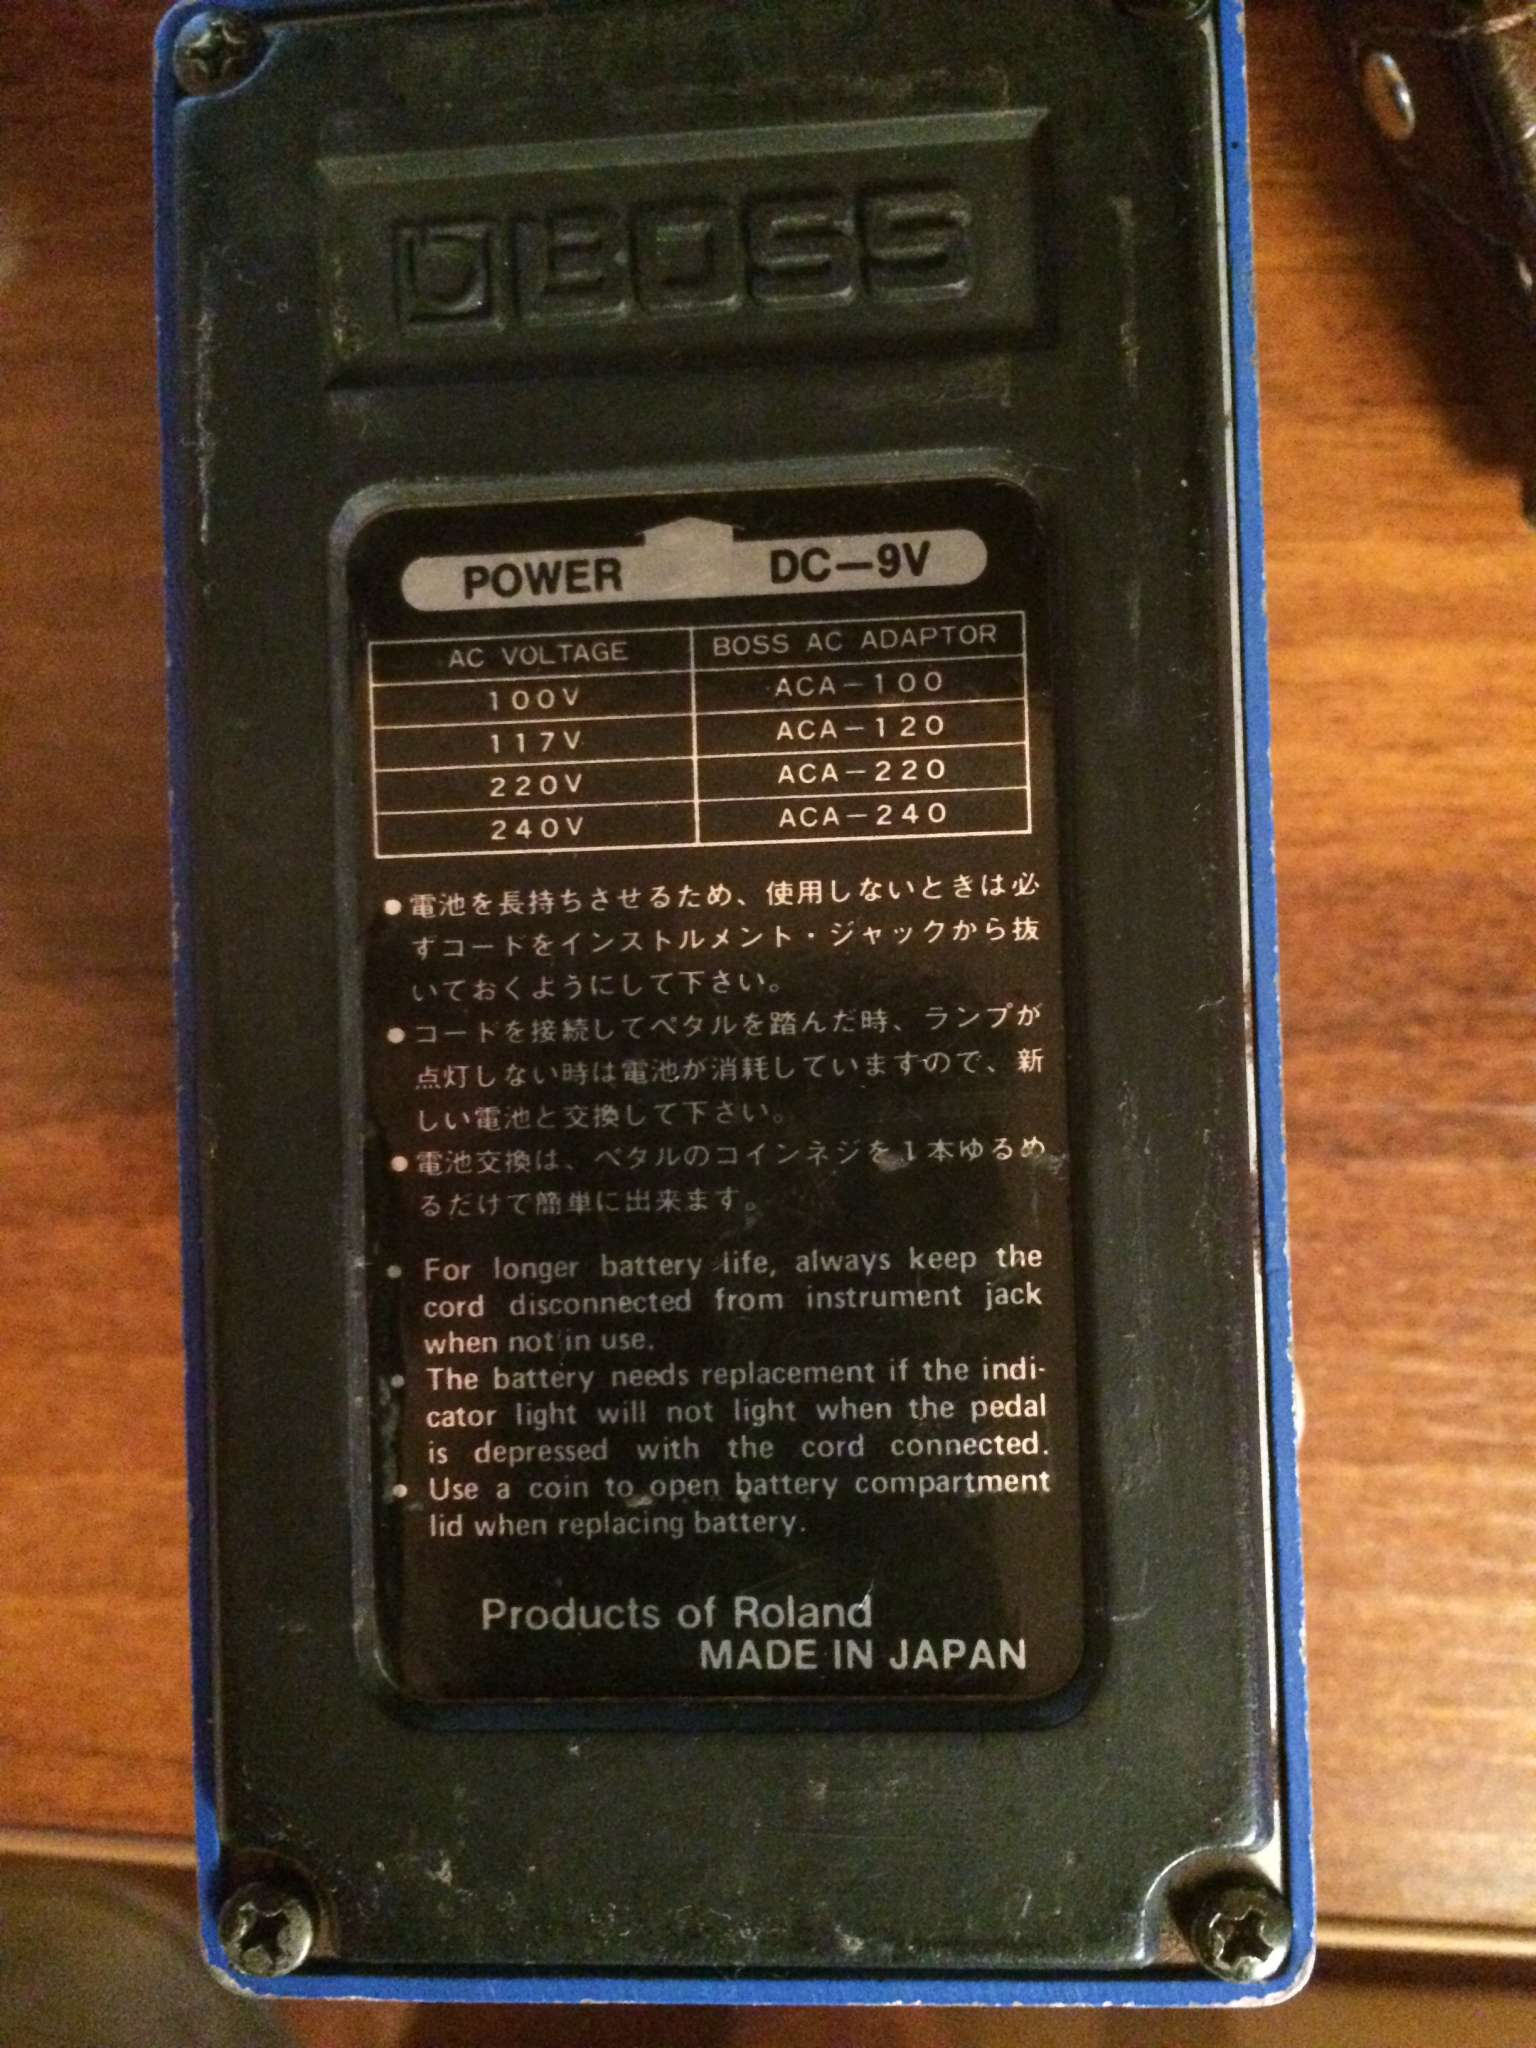 BOSS
POWER DC-9V
AC VOLTAGE BOSS AC ADAPTOR
100V ACA-100
117V ACA-120
220V ACA-220
240V ACA-240
●電池を長持ちさせるため、使用しないときは必
ずコードをインストルメント・ジャックから抜
いておくようにして下さい。
●コードを接続してペタルを踏んだ時、ランプが
点灯しない時は電池が消耗していますので、新
しい電池と交換して下さい。
●電池交換は、ペタルのコインネジを1本ゆるめ
るだけで簡単に出来ます。
● For longer battery life, always keep the
cord disconnected from instrument jack
when not in use.
● The battery needs replacement if the indi-
cator light will not light when the pedal
is depressed with the cord connected.
● Use a coin to open battery compartment
lid when replacing battery.
Products of Roland
MADE IN JAPAN